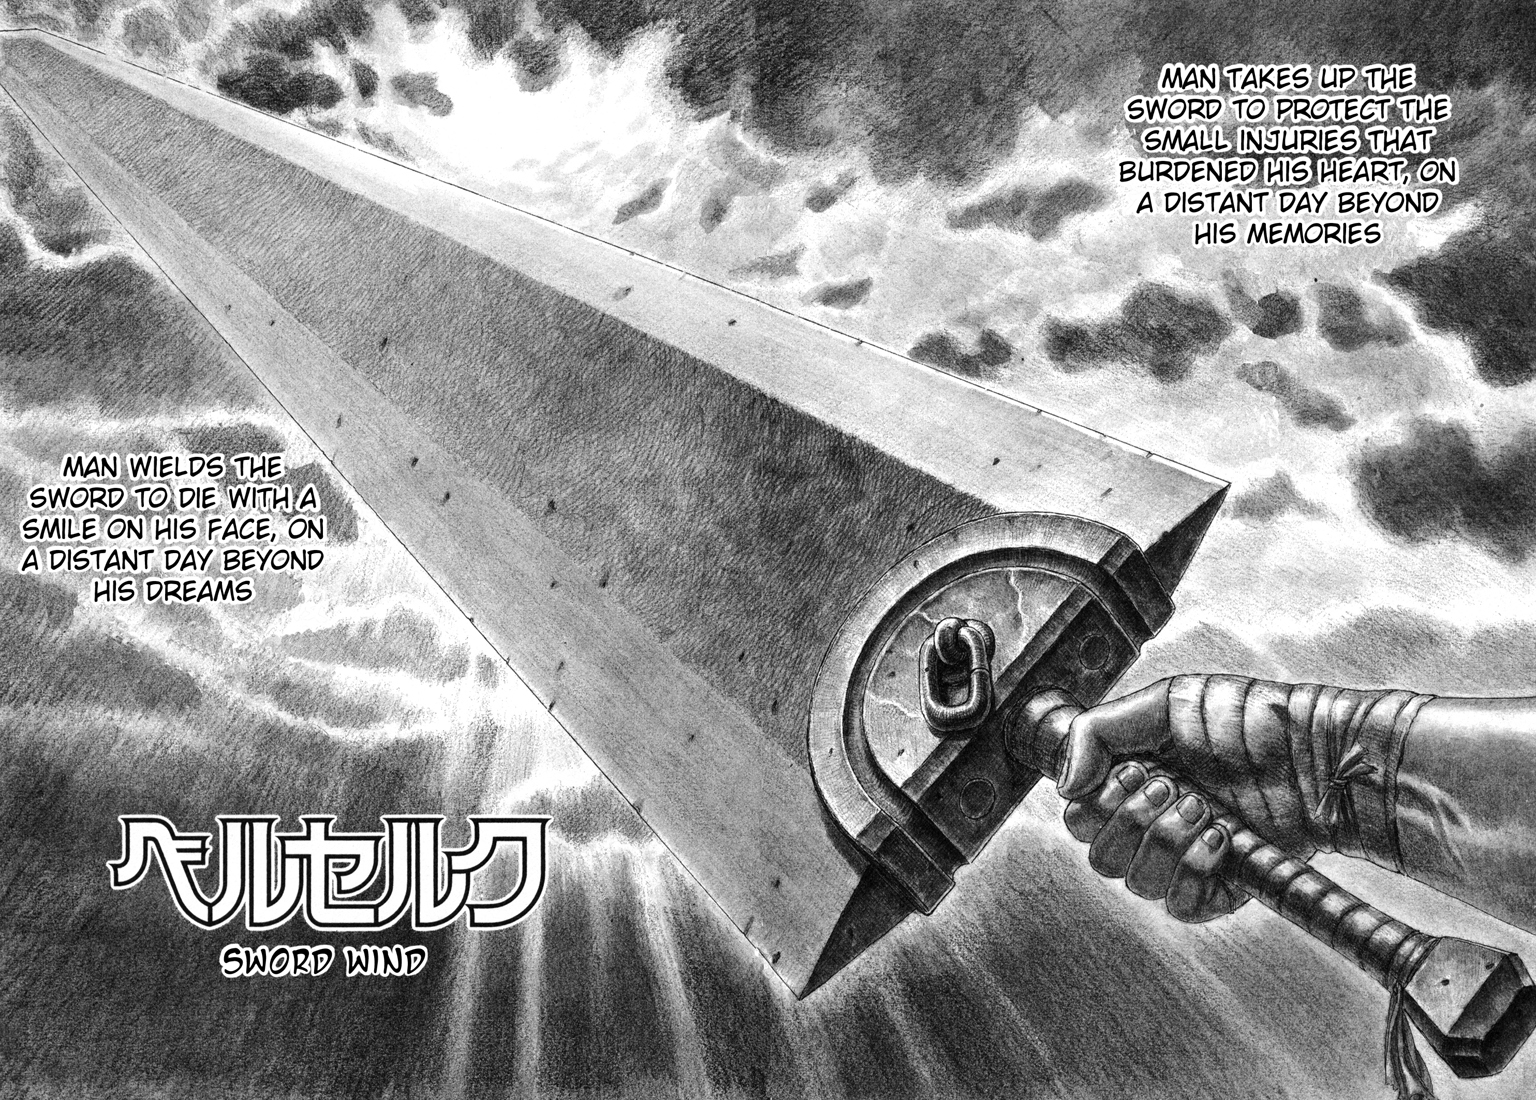 MAN TAKES UP THE
SWORD TO PROTECT THE
SMALL INJURIES THAT
BURDENED HIS HEART, ON
A DISTANT DAY BEYOND
HIS MEMORIES
MAN WIELDS THE
SWORD TO DIE WITH A
SMILE ON HIS FACE, ON
A DISTANT DAY BEYOND
HIS DREAMS
ベルセルク
SWORD WIND